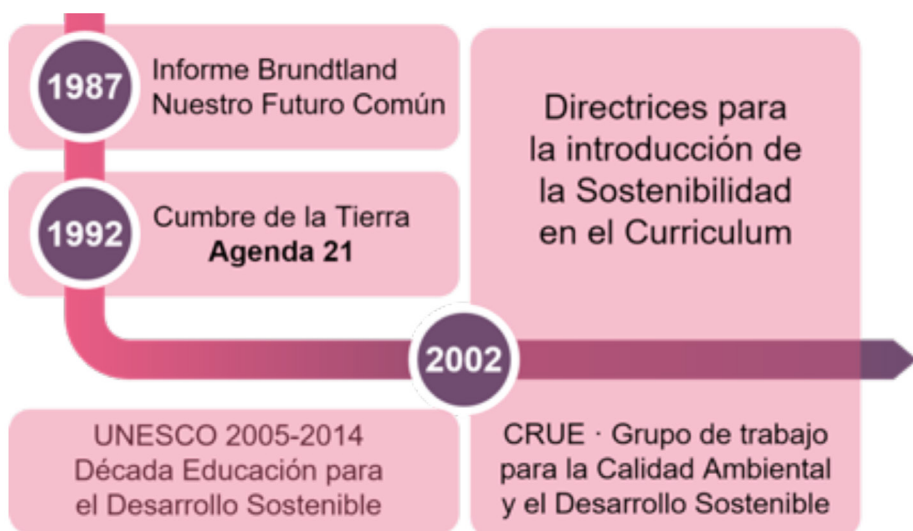 1987
Informe Brundtland
Nuestro Futuro Común
1992
Cumbre de la Tierra
Agenda 21
2002
Directrices para
la introducción de
la Sostenibilidad
en el Curriculum
UNESCO 2005-2014
Década Educación para
el Desarrollo Sostenible
CRUE · Grupo de trabajo
para la Calidad Ambiental
y el Desarrollo Sostenible